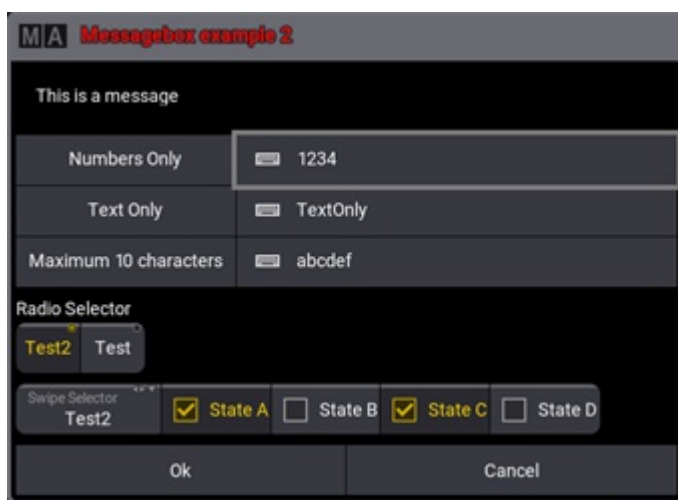 MA Messagebox example 2
This is a message
Numbers Only 1234
Text Only TextOnly
Maximum 10 characters abcdef
Radio Selector
Test2 Test
Swipe Selector
Test2 State A State B State C State D
Ok Cancel